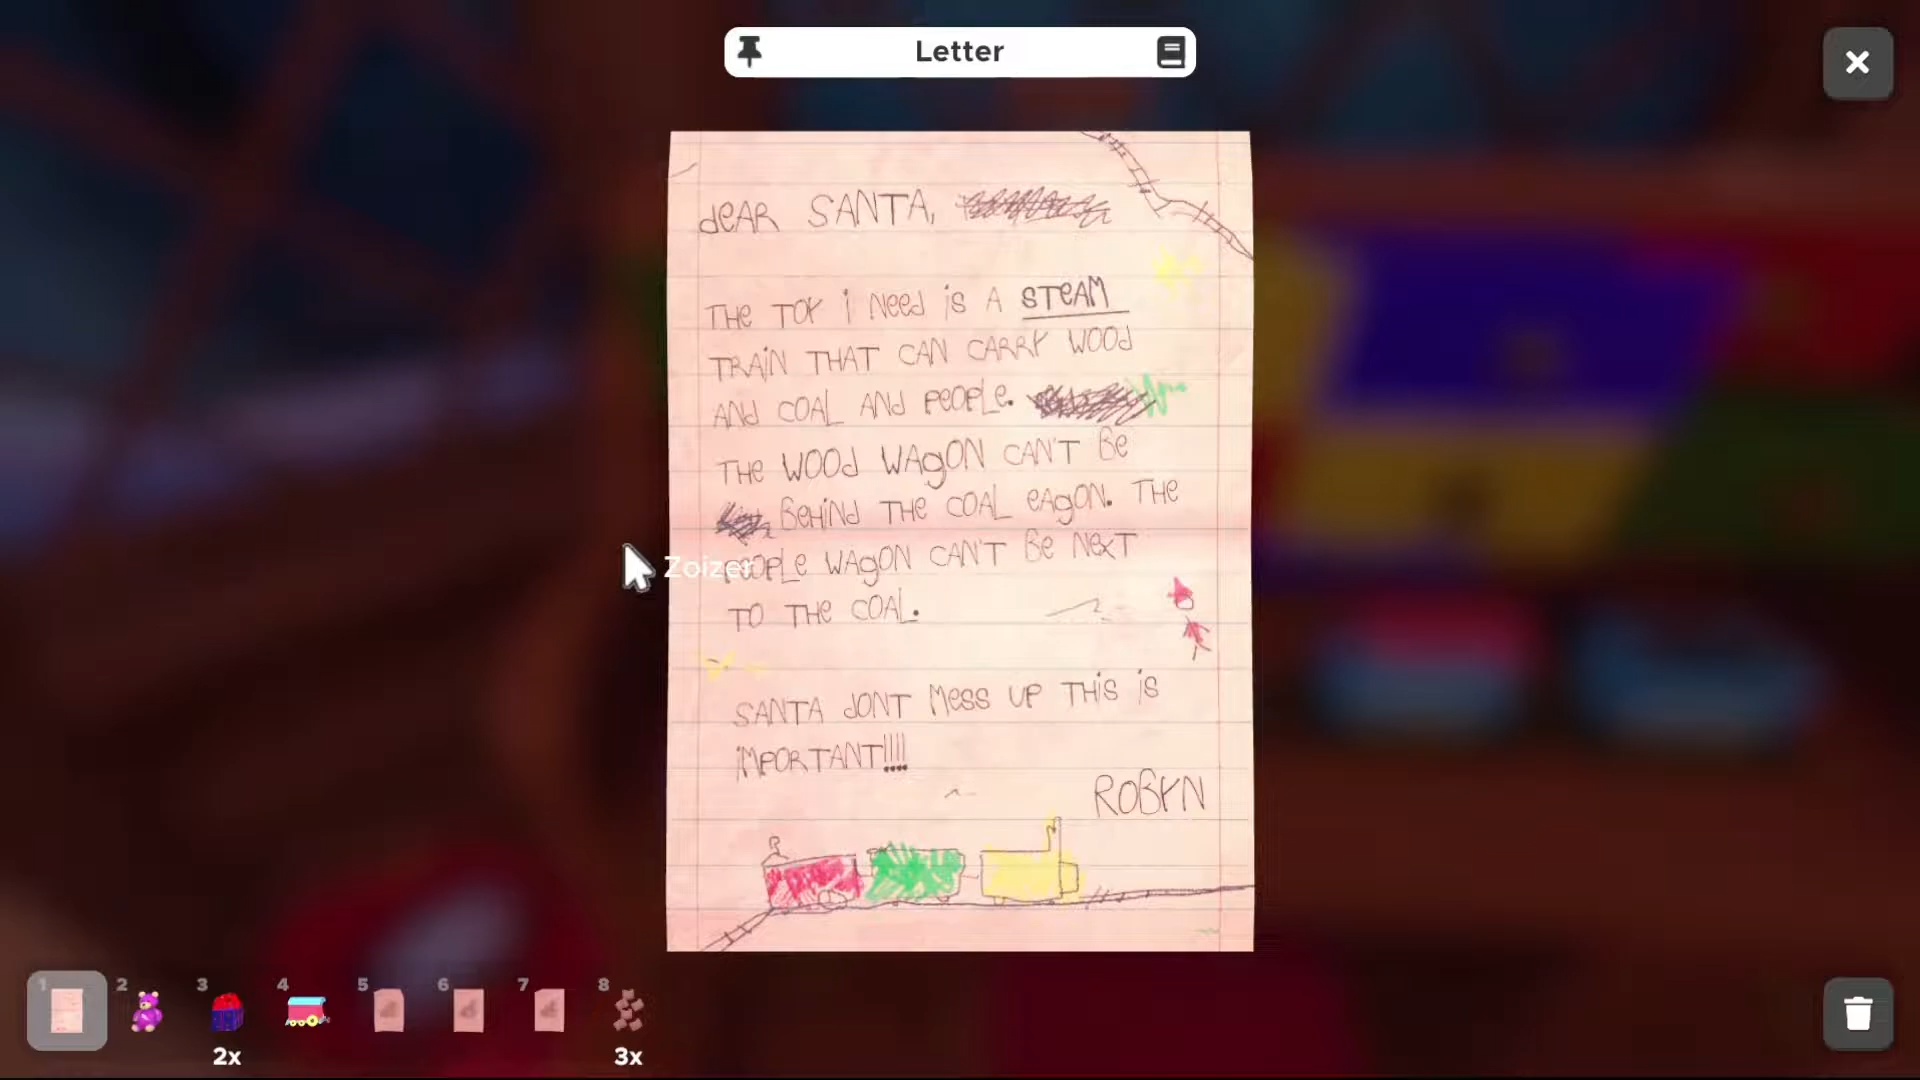 Letter
dEAR SANTA,
THE TOY i NEEd iS A STEAM
TRAiN THAT CAN CARRY WOOd
ANd COAL ANd PEOPLE.
THE WOOd WAgON CAN'T BE
BEHiNd THE COAL EAgON. THE
PEOPLE WAgON CAN'T BE NEXT
TO THE COAL.
Zoizer
SANTA dONT MESS UP THiS iS
iMPORTANT!!!!
ROBYN
1 2 3 4 5 6 7 8
2x 3x